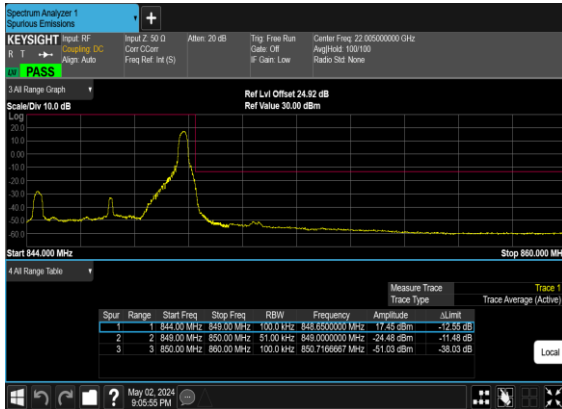 Spectrum Analyzer 1
Spurious Emissions
+
KEYSIGHT Input: RF Input Z: 50 Ω Atten: 20 dB Trig: Free Run Center Freq: 22.005000000 GHz
R T Coupling: DC Corr CCorr Gate: Off Avg|Hold: 100/100
Align: Auto Freq Ref: Int (S) IF Gain: Low Radio Std: None
PASS
3 All Range Graph
Ref Lvl Offset 24.92 dB
Scale/Div 10.0 dB Ref Value 30.00 dBm
Log
20.0
10.0
0.00
-10.0
-20.0
-30.0
-40.0
-50.0
-60.0
Start 844.000 MHz Stop 860.000 MH
4 All Range Table
Measure Trace Trace 1
Trace Type Trace Average (Active)
Spur Range Start Freq Stop Freq RBW Frequency Amplitude ΔLimit
1 1 844.00 MHz 849.00 MHz 100.0 kHz 848.6500000 MHz 17.45 dBm -12.55 dB
2 2 849.00 MHz 850.00 MHz 51.00 kHz 849.0000000 MHz -24.48 dBm -11.48 dB
3 3 850.00 MHz 860.00 MHz 100.0 kHz 850.7166667 MHz -51.03 dBm -38.03 dB
Local
? May 02, 2024
9:05:55 PM